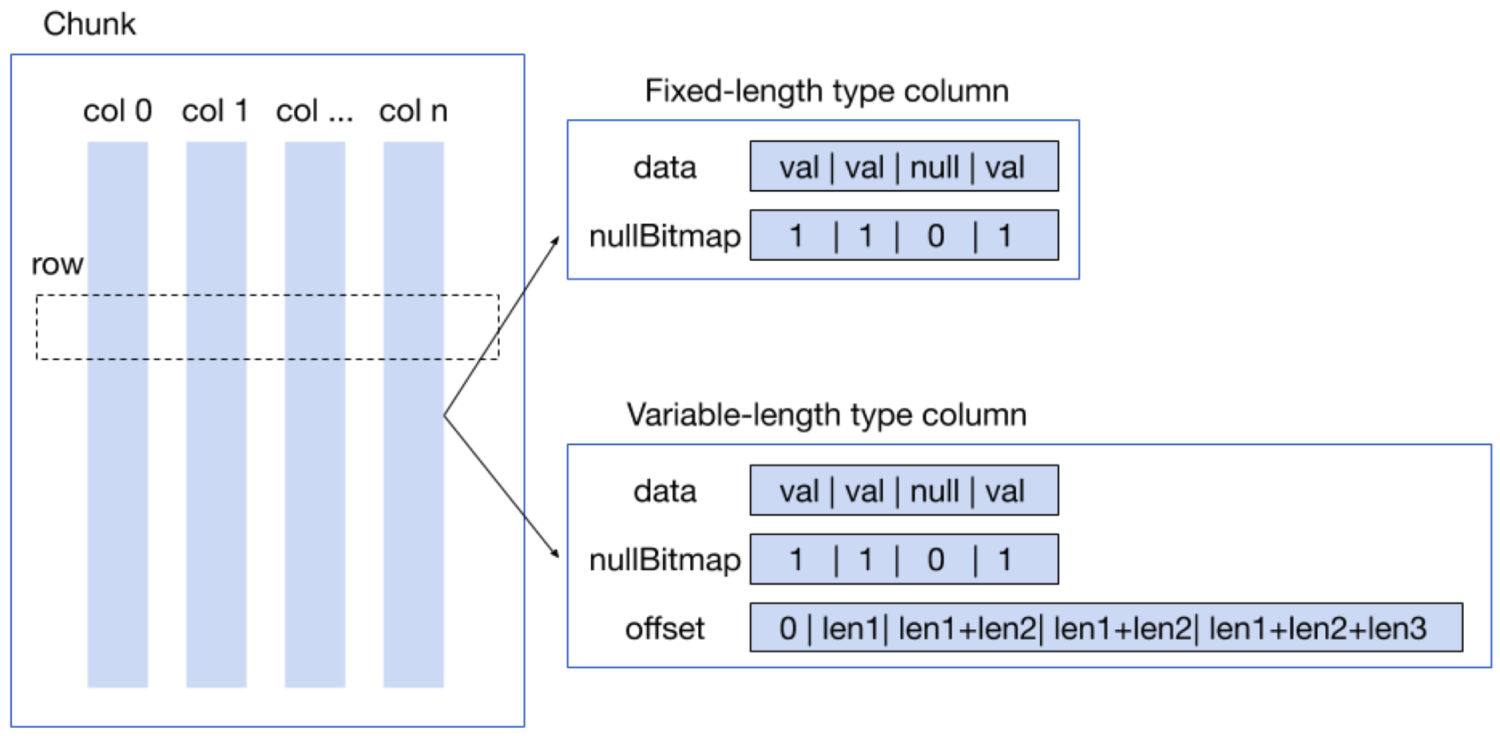 Chunk
col 0 col 1 col ... col n
row
Fixed-length type column
data val | val | null | val
nullBitmap 1 | 1 | 0 | 1
Variable-length type column
data val | val | null | val
nullBitmap 1 | 1 | 0 | 1
offset 0 | len1| len1+len2| len1+len2| len1+len2+len3